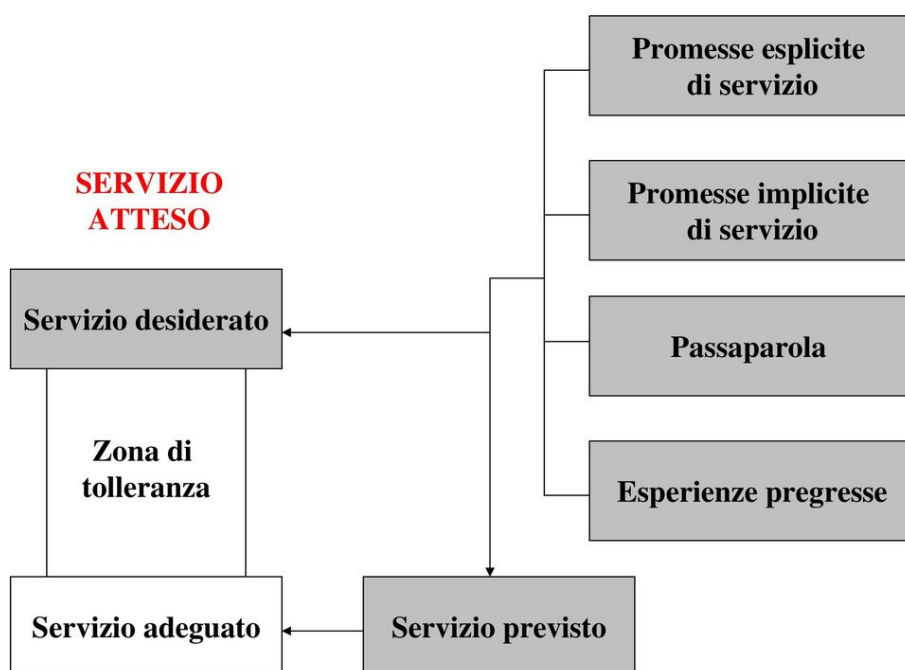 Promesse esplicite
di servizio
SERVIZIO
ATTESO
Promesse implicite
di servizio
Servizio desiderato
Passaparola
Zona di
tolleranza
Esperienze pregresse
Servizio adeguato
Servizio previsto